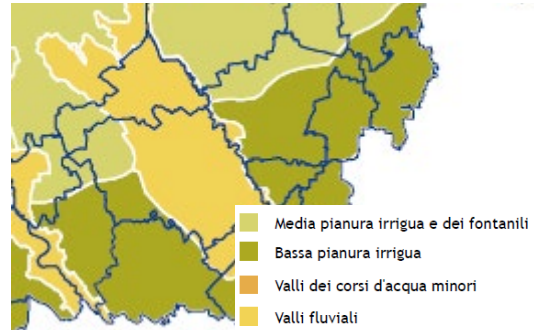 Media pianura irrigua e dei fontanili
Bassa pianura irrigua
Valli dei corsi d'acqua minori
Valli fluviali